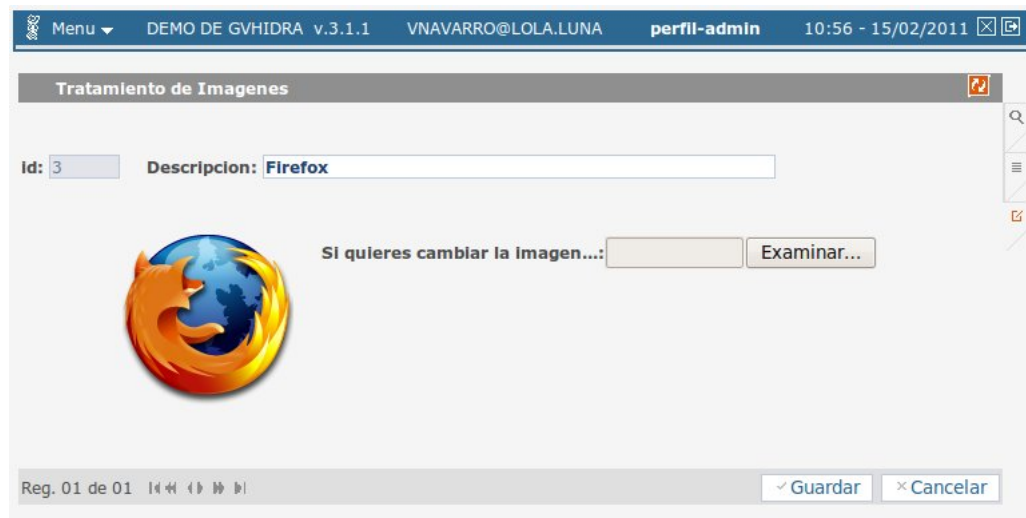 Menu DEMO DE GVHIDRA v.3.1.1 VNAVARRO@LOLA.LUNA perfil-admin 10:56 - 15/02/2011
Tratamiento de Imagenes
id: 3 Descripcion: Firefox
Si quieres cambiar la imagen...: Examinar...
Reg. 01 de 01 Guardar Cancelar